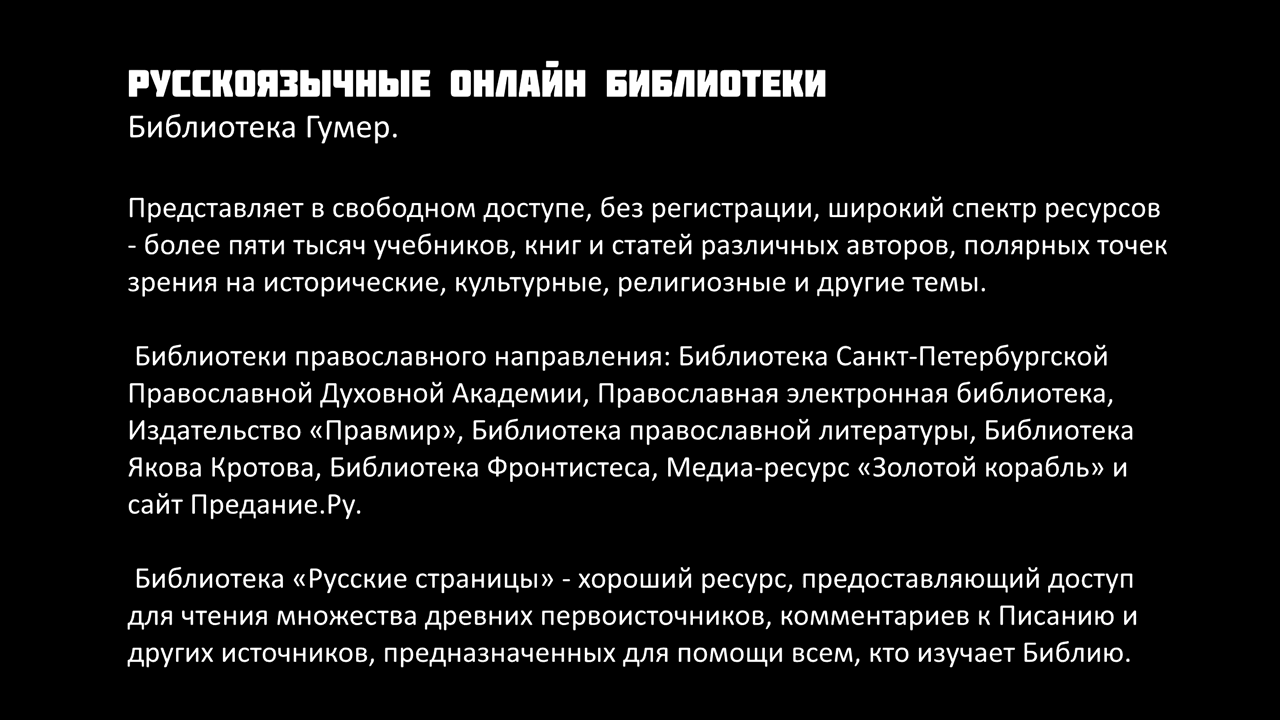 РУССКОЯЗЫЧНЫЕ ОНЛАЙН БИБЛИОТЕКИ
Библиотека Гумер.
Представляет в свободном доступе, без регистрации, широкий спектр ресурсов
- более пяти тысяч учебников, книг и статей различных авторов, полярных точек
зрения на исторические, культурные, религиозные и другие темы.
Библиотеки православного направления: Библиотека Санкт-Петербургской
Православной Духовной Академии, Православная электронная библиотека,
Издательство «Правмир», Библиотека православной литературы, Библиотека
Якова Кротова, Библиотека Фронтистеса, Медиа-ресурс «Золотой корабль» и
сайт Предание.Ру.
Библиотека «Русские страницы» - хороший ресурс, предоставляющий доступ
для чтения множества древних первоисточников, комментариев к Писанию и
других источников, предназначенных для помощи всем, кто изучает Библию.